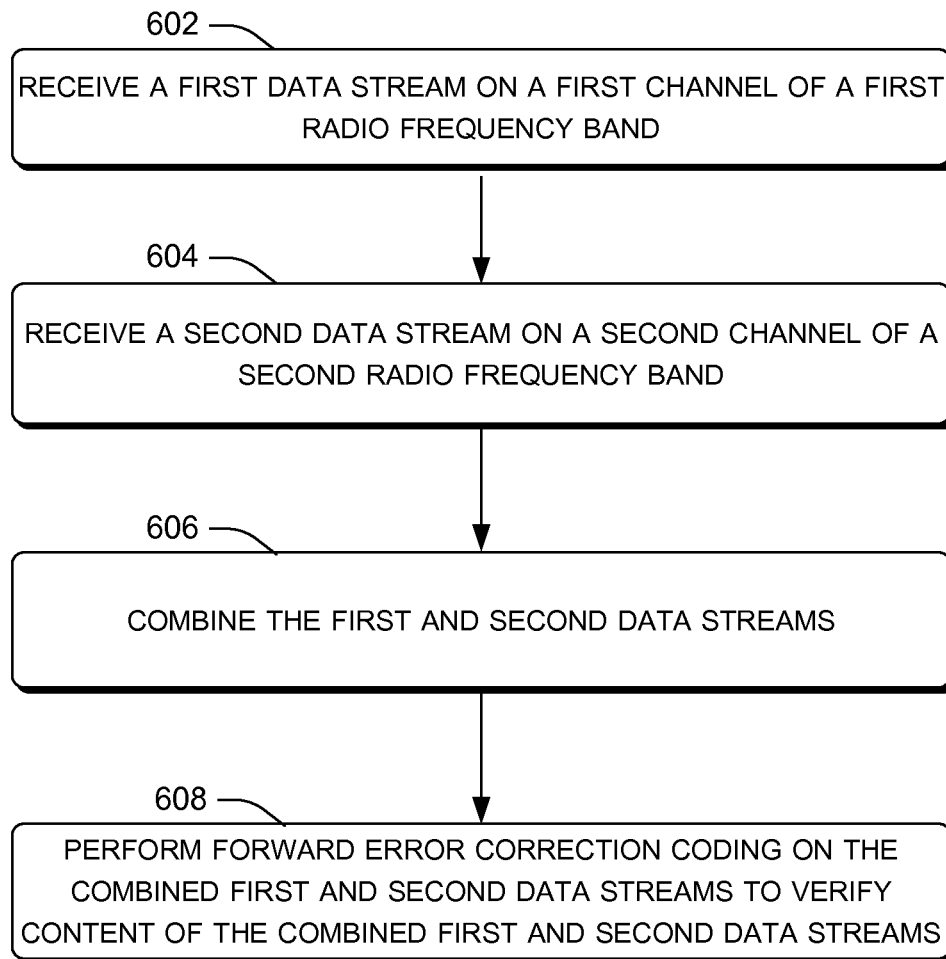 602
RECEIVE A FIRST DATA STREAM ON A FIRST CHANNEL OF A FIRST
RADIO FREQUENCY BAND
604
RECEIVE A SECOND DATA STREAM ON A SECOND CHANNEL OF A
SECOND RADIO FREQUENCY BAND
606
COMBINE THE FIRST AND SECOND DATA STREAMS
608
PERFORM FORWARD ERROR CORRECTION CODING ON THE
COMBINED FIRST AND SECOND DATA STREAMS TO VERIFY
CONTENT OF THE COMBINED FIRST AND SECOND DATA STREAMS